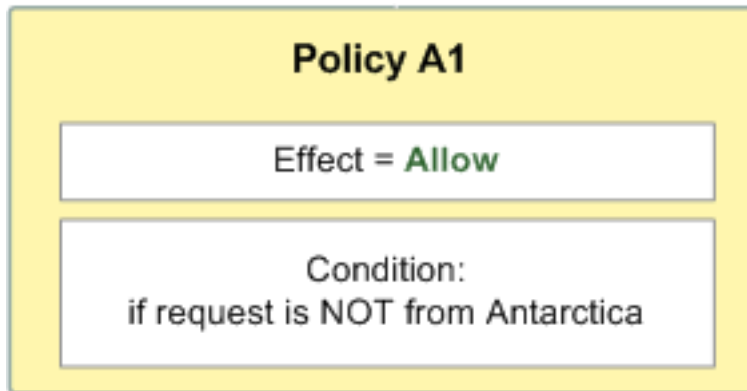 Policy A1
Effect = Allow
Condition:
if request is NOT from Antarctica